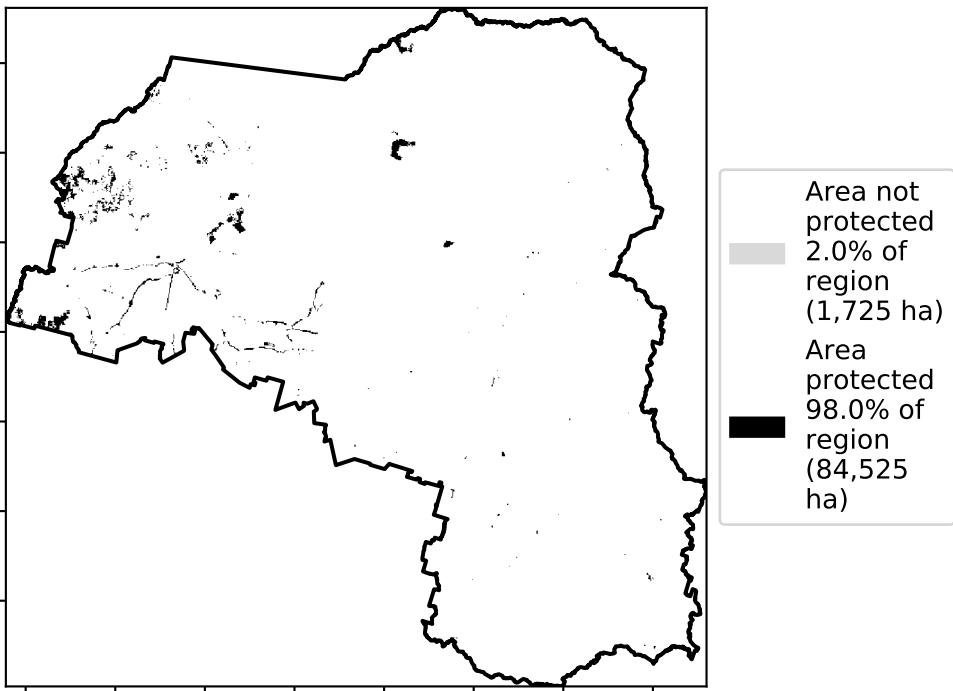 Area not
protected
2.0% of
region
(1,725 ha)
Area
protected
98.0% of
region
(84,525
ha)